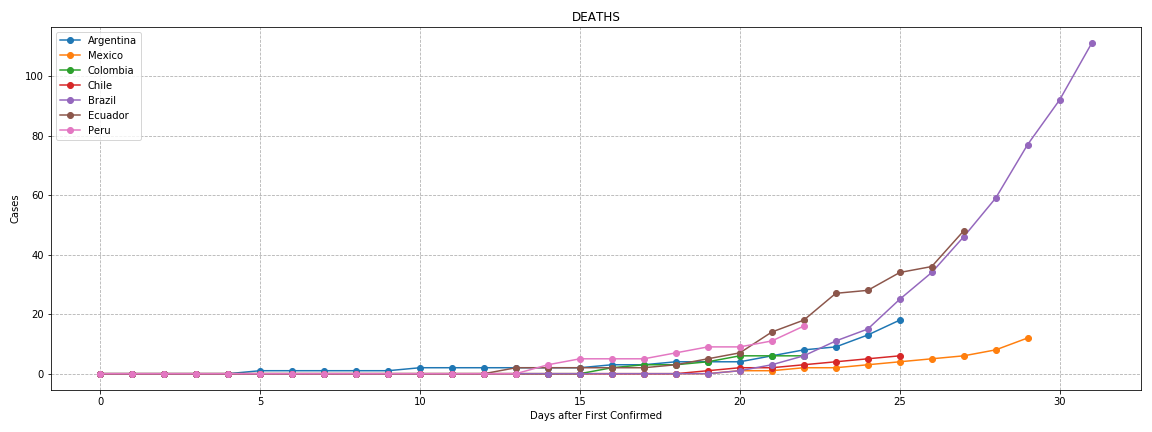 DEATHS
Argentina
Mexico
Colombia
Chile
Brazil
Ecuador
Peru
Cases
100
80
60
40
20
0
0 5 10 15 20 25 30
Days after First Confirmed